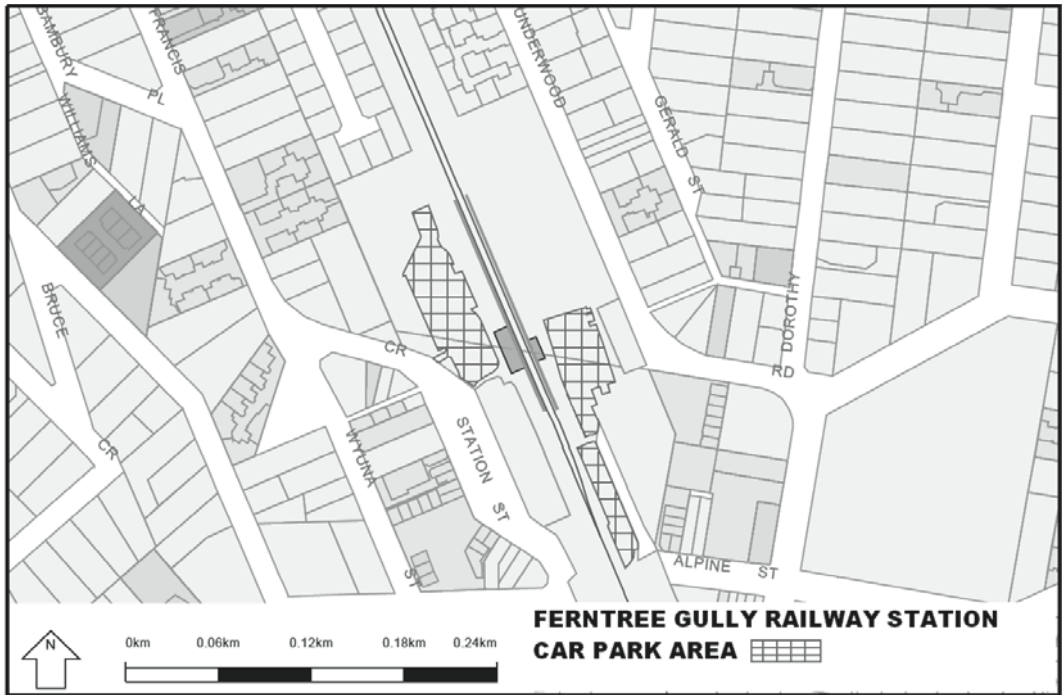 BAMBURY
FRANCIS
PL
WILLIAMS
LA
UNDERWOOD
GERALD
ST
BRUCE
CR
DOROTHY
CR
RD
STATION
ST
WYUNA
ST
ALPINE ST
N
0km 0.06km 0.12km 0.18km 0.24km
FERNTREE GULLY RAILWAY STATION
CAR PARK AREA